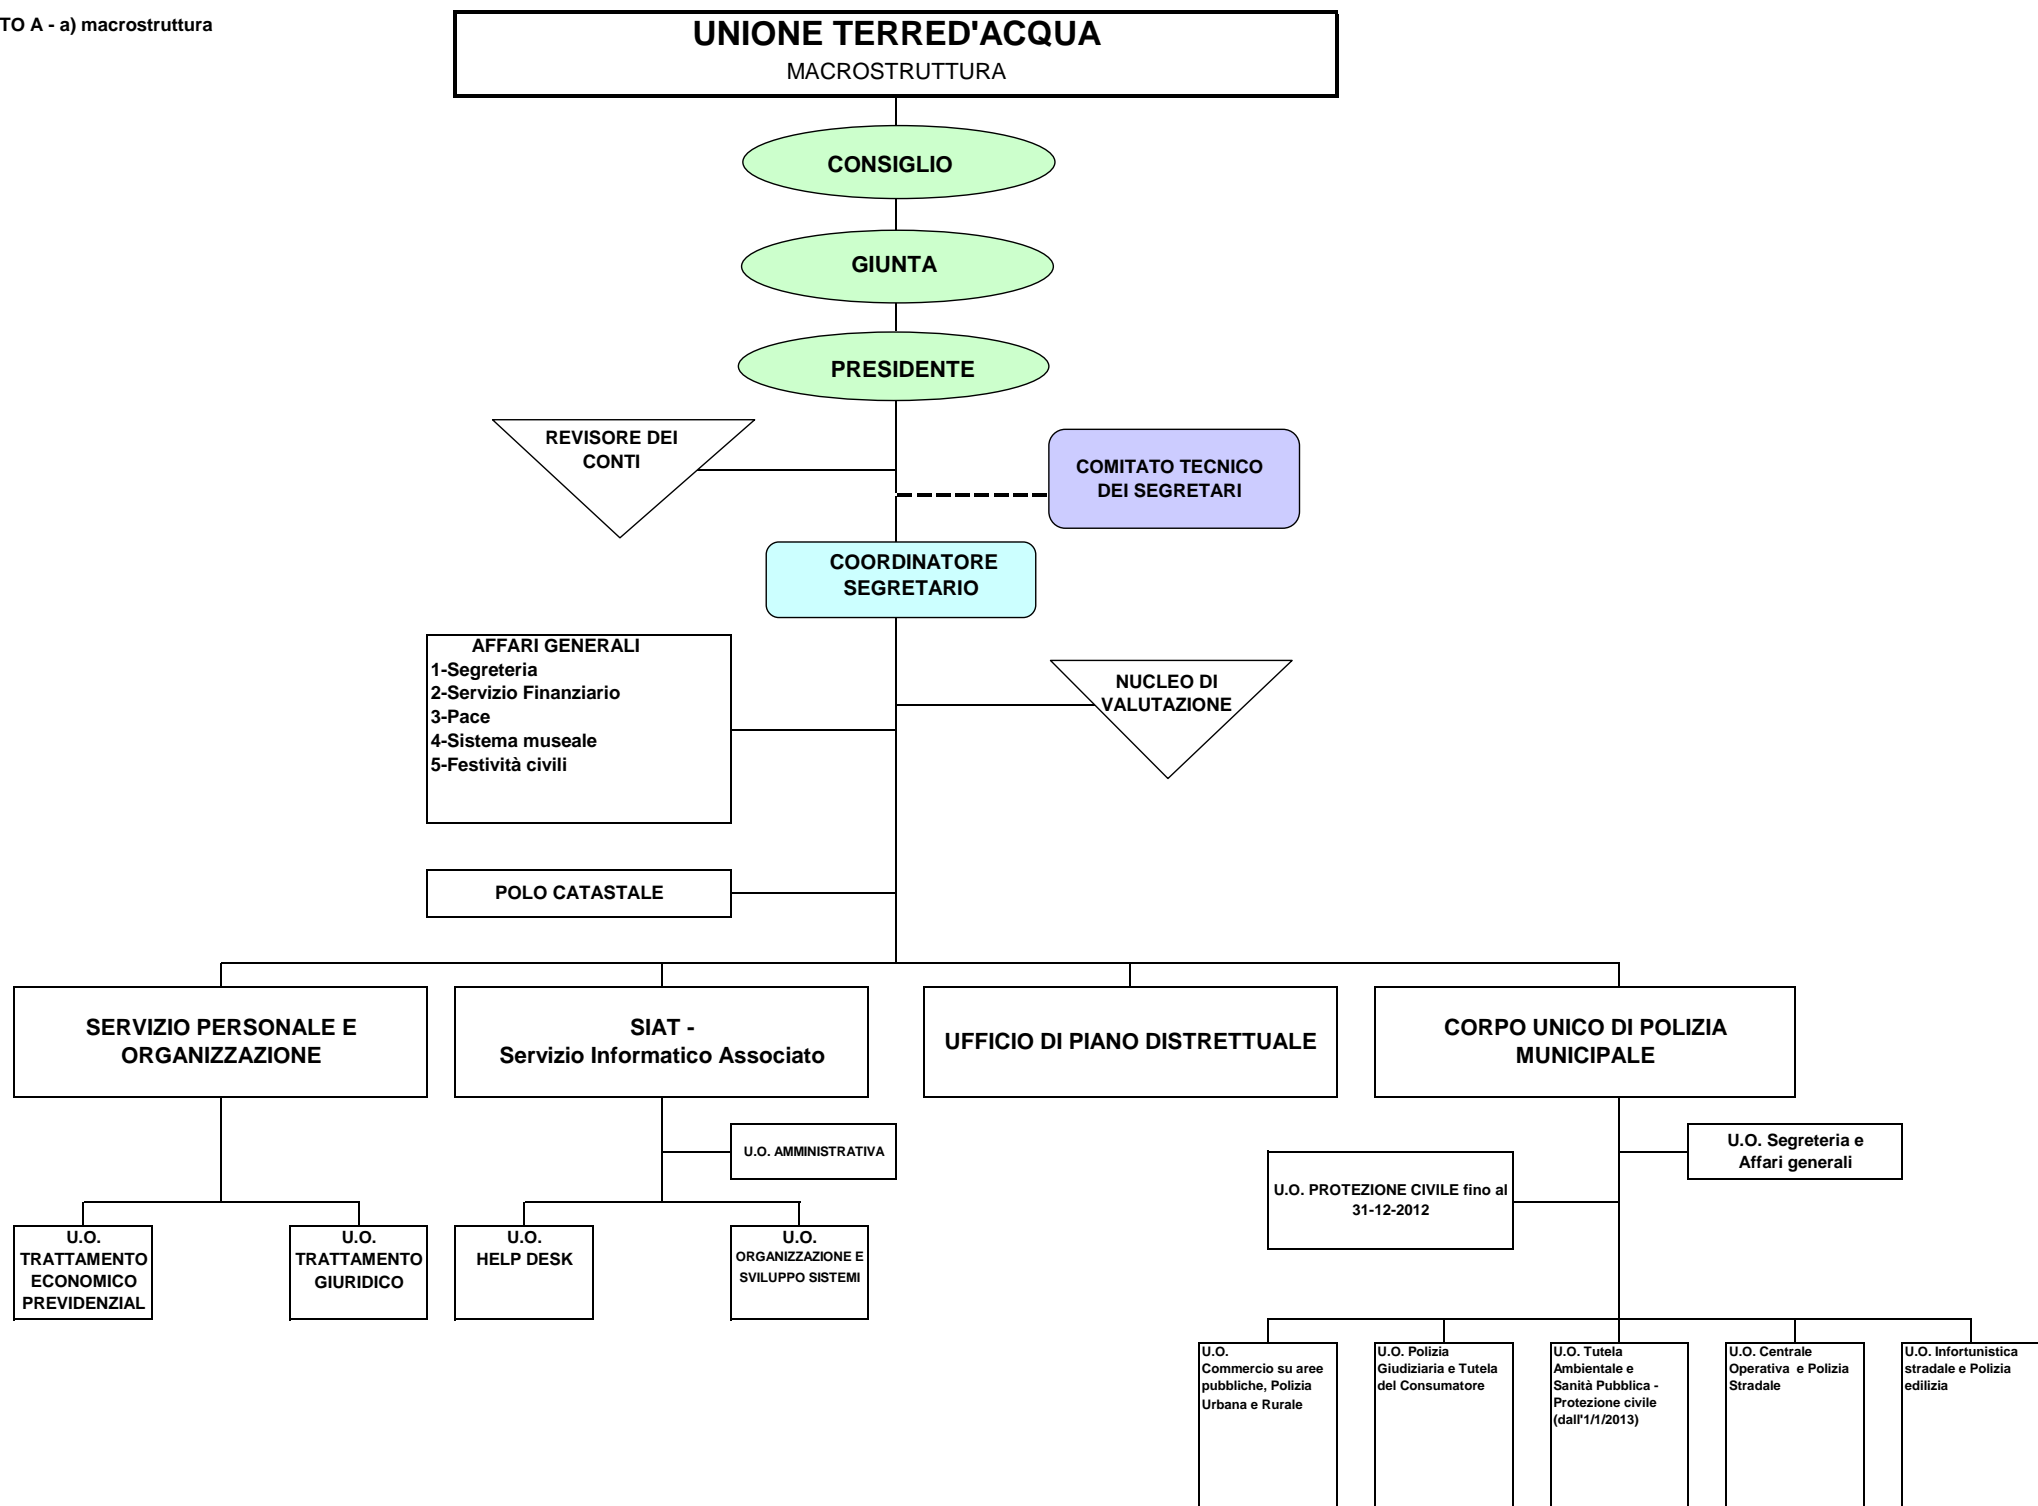 TO A - a) macrostruttura
UNIONE TERRED'ACQUA
MACROSTRUTTURA
CONSIGLIO
GIUNTA
PRESIDENTE
REVISORE DEI
CONTI
COMITATO TECNICO
DEI SEGRETARI
COORDINATORE
SEGRETARIO
AFFARI GENERALI
1-Segreteria
2-Servizio Finanziario
3-Pace
4-Sistema museale
5-Festività civili
NUCLEO DI
VALUTAZIONE
POLO CATASTALE
SERVIZIO PERSONALE E
ORGANIZZAZIONE
SIAT -
Servizio Informatico Associato
UFFICIO DI PIANO DISTRETTUALE
CORPO UNICO DI POLIZIA
MUNICIPALE
U.O. AMMINISTRATIVA
U.O. Segreteria e
Affari generali
U.O. PROTEZIONE CIVILE fino al
31-12-2012
U.O.
TRATTAMENTO
ECONOMICO
PREVIDENZIAL
U.O.
TRATTAMENTO
GIURIDICO
U.O.
HELP DESK
U.O.
ORGANIZZAZIONE E
SVILUPPO SISTEMI
U.O.
Commercio su aree
pubbliche, Polizia
Urbana e Rurale
U.O. Polizia
Giudiziaria e Tutela
del Consumatore
U.O. Tutela
Ambientale e
Sanità Pubblica -
Protezione civile
(dall'1/1/2013)
U.O. Centrale
Operativa e Polizia
Stradale
U.O. Infortunistica
stradale e Polizia
edilizia